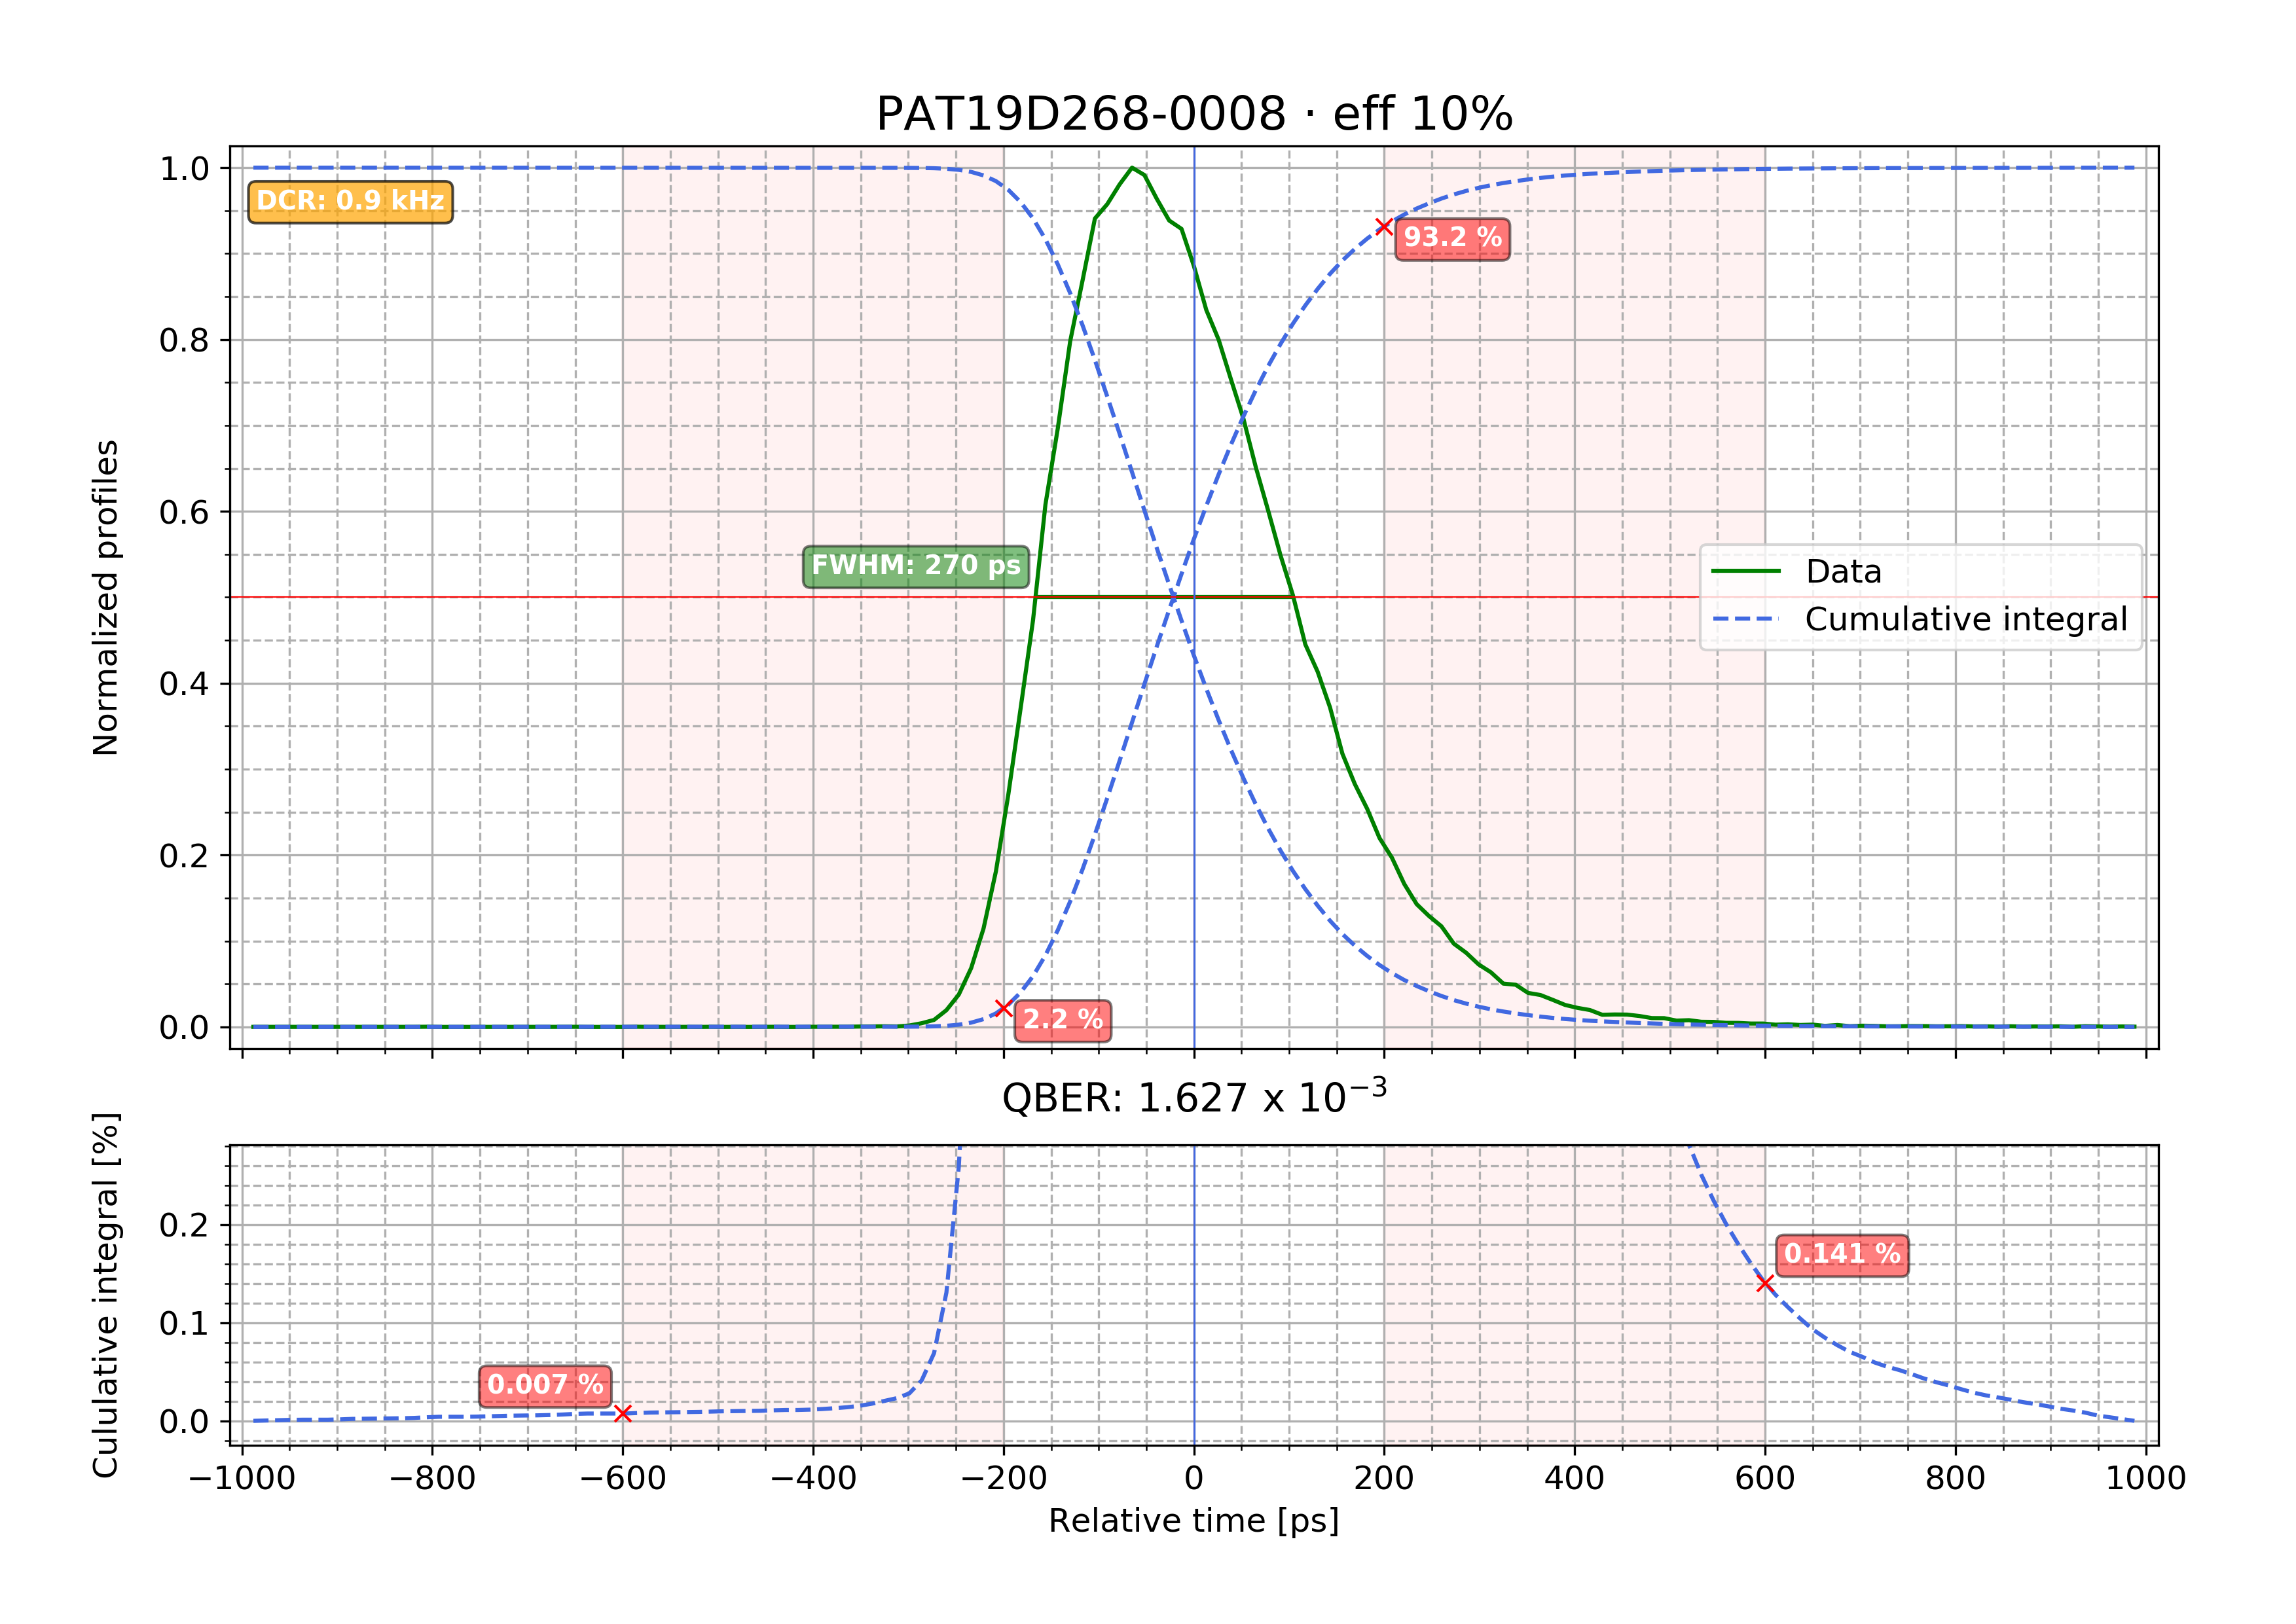 PAT19D268-0008 · eff 10%
Normalized profiles
1.0
0.8
0.6
0.4
0.2
0.0
DCR: 0.9 kHz
93.2 %
FWHM: 270 ps
Data
Cumulative integral
2.2 %
QBER: 1.627 x 10⁻³
Cululative integral [%]
0.2
0.1
0.0
0.007 %
0.141 %
−1000 −800 −600 −400 −200 0 200 400 600 800 1000
Relative time [ps]